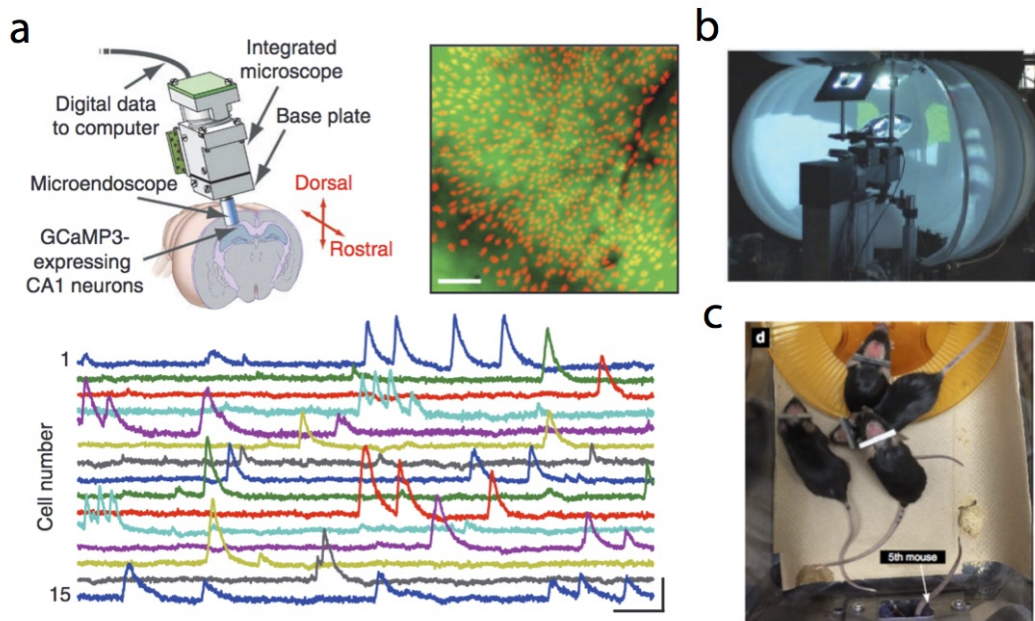 a
Digital data
to computer
Integrated
microscope
Base plate
Microendoscope
Dorsal
Rostral
GCaMP3-
expressing
CA1 neurons
b
1
Cell number
15
c
d
5th mouse